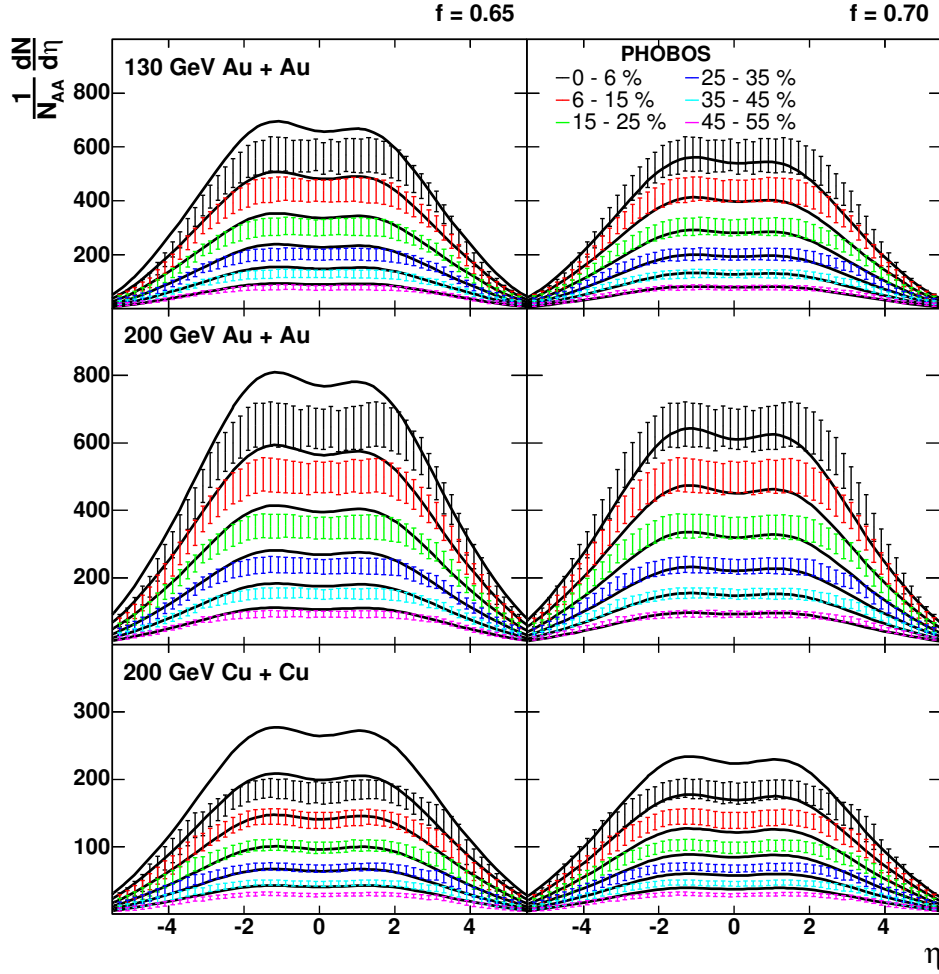 f = 0.65
f = 0.70
1 dN
N_AA dη
130 GeV Au + Au
PHOBOS
0 - 6 %
25 - 35 %
6 - 15 %
35 - 45 %
15 - 25 %
45 - 55 %
800
600
400
200
200 GeV Au + Au
800
600
400
200
200 GeV Cu + Cu
300
200
100
-4 -2 0 2 4 -4 -2 0 2 4
η